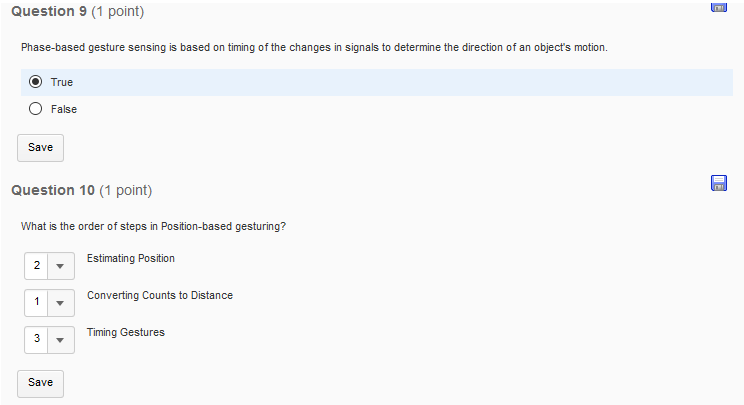 Question 9 (1 point)
Phase-based gesture sensing is based on timing of the changes in signals to determine the direction of an object's motion.
True
False
Save
Question 10 (1 point)
What is the order of steps in Position-based gesturing?
2 Estimating Position
1 Converting Counts to Distance
3 Timing Gestures
Save